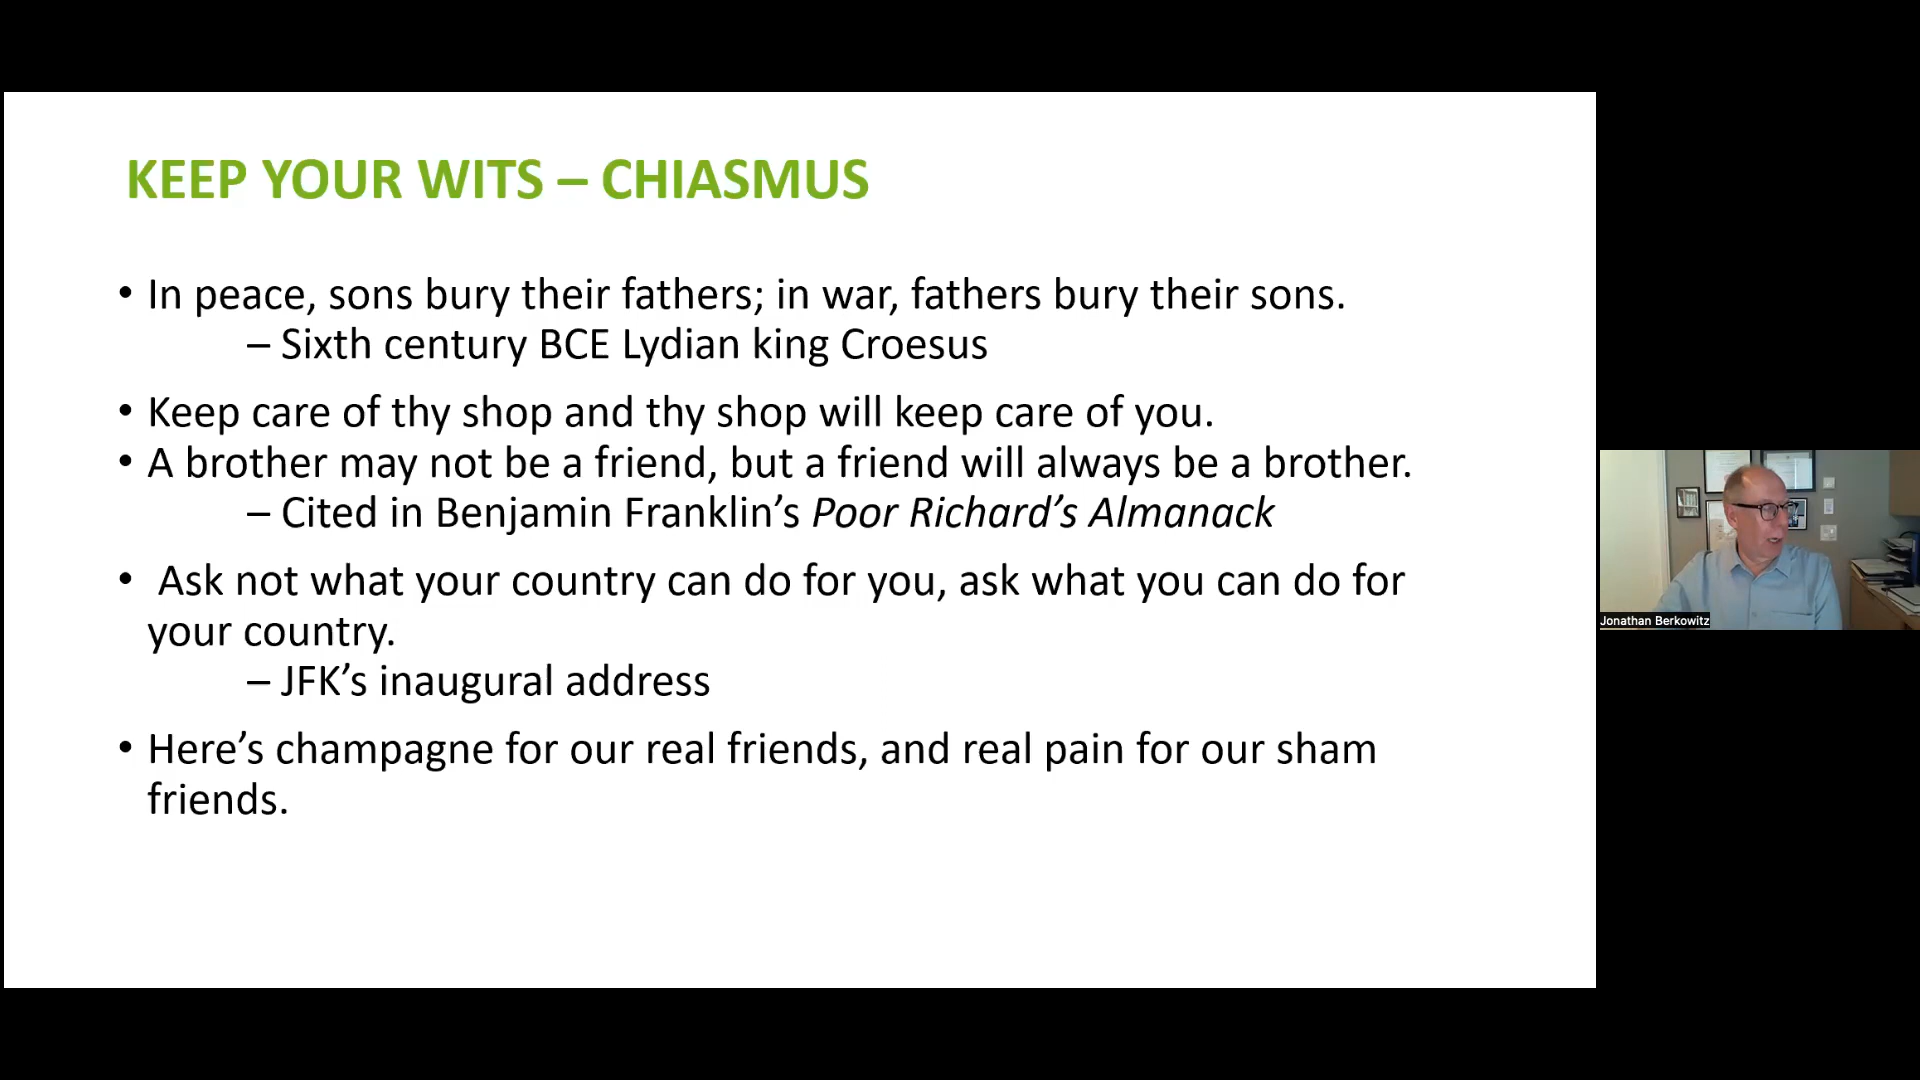 KEEP YOUR WITS – CHIASMUS
• In peace, sons bury their fathers; in war, fathers bury their sons.
– Sixth century BCE Lydian king Croesus
• Keep care of thy shop and thy shop will keep care of you.
• A brother may not be a friend, but a friend will always be a brother.
– Cited in Benjamin Franklin’s Poor Richard’s Almanack
• Ask not what your country can do for you, ask what you can do for
your country.
– JFK’s inaugural address
• Here’s champagne for our real friends, and real pain for our sham
friends.
Jonathan Berkowitz